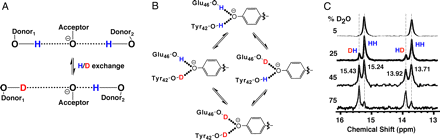 A
Donor1
Acceptor
Donor2
O H O H O
H/D exchange
Donor1
Acceptor
Donor2
O D O H O
B
Glu46-O H
Tyr42-O H
Glu46-O H
Tyr42-O D
Glu46-O D
Tyr42-O H
Glu46-O D
Tyr42-O D
C
% D2O
5
DH HH HD HH
25
15.43 15.24 13.92 13.71
45
75
16 15 14 13
Chemical Shift (ppm)